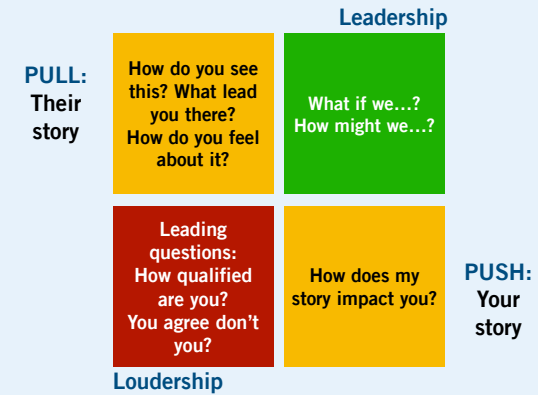 Leadership
PULL:
Their
story
How do you see
this? What lead
you there?
How do you feel
about it?
What if we…?
How might we…?
Leading
questions:
How qualified
are you?
You agree don’t
you?
How does my
story impact you?
PUSH:
Your
story
Loudership